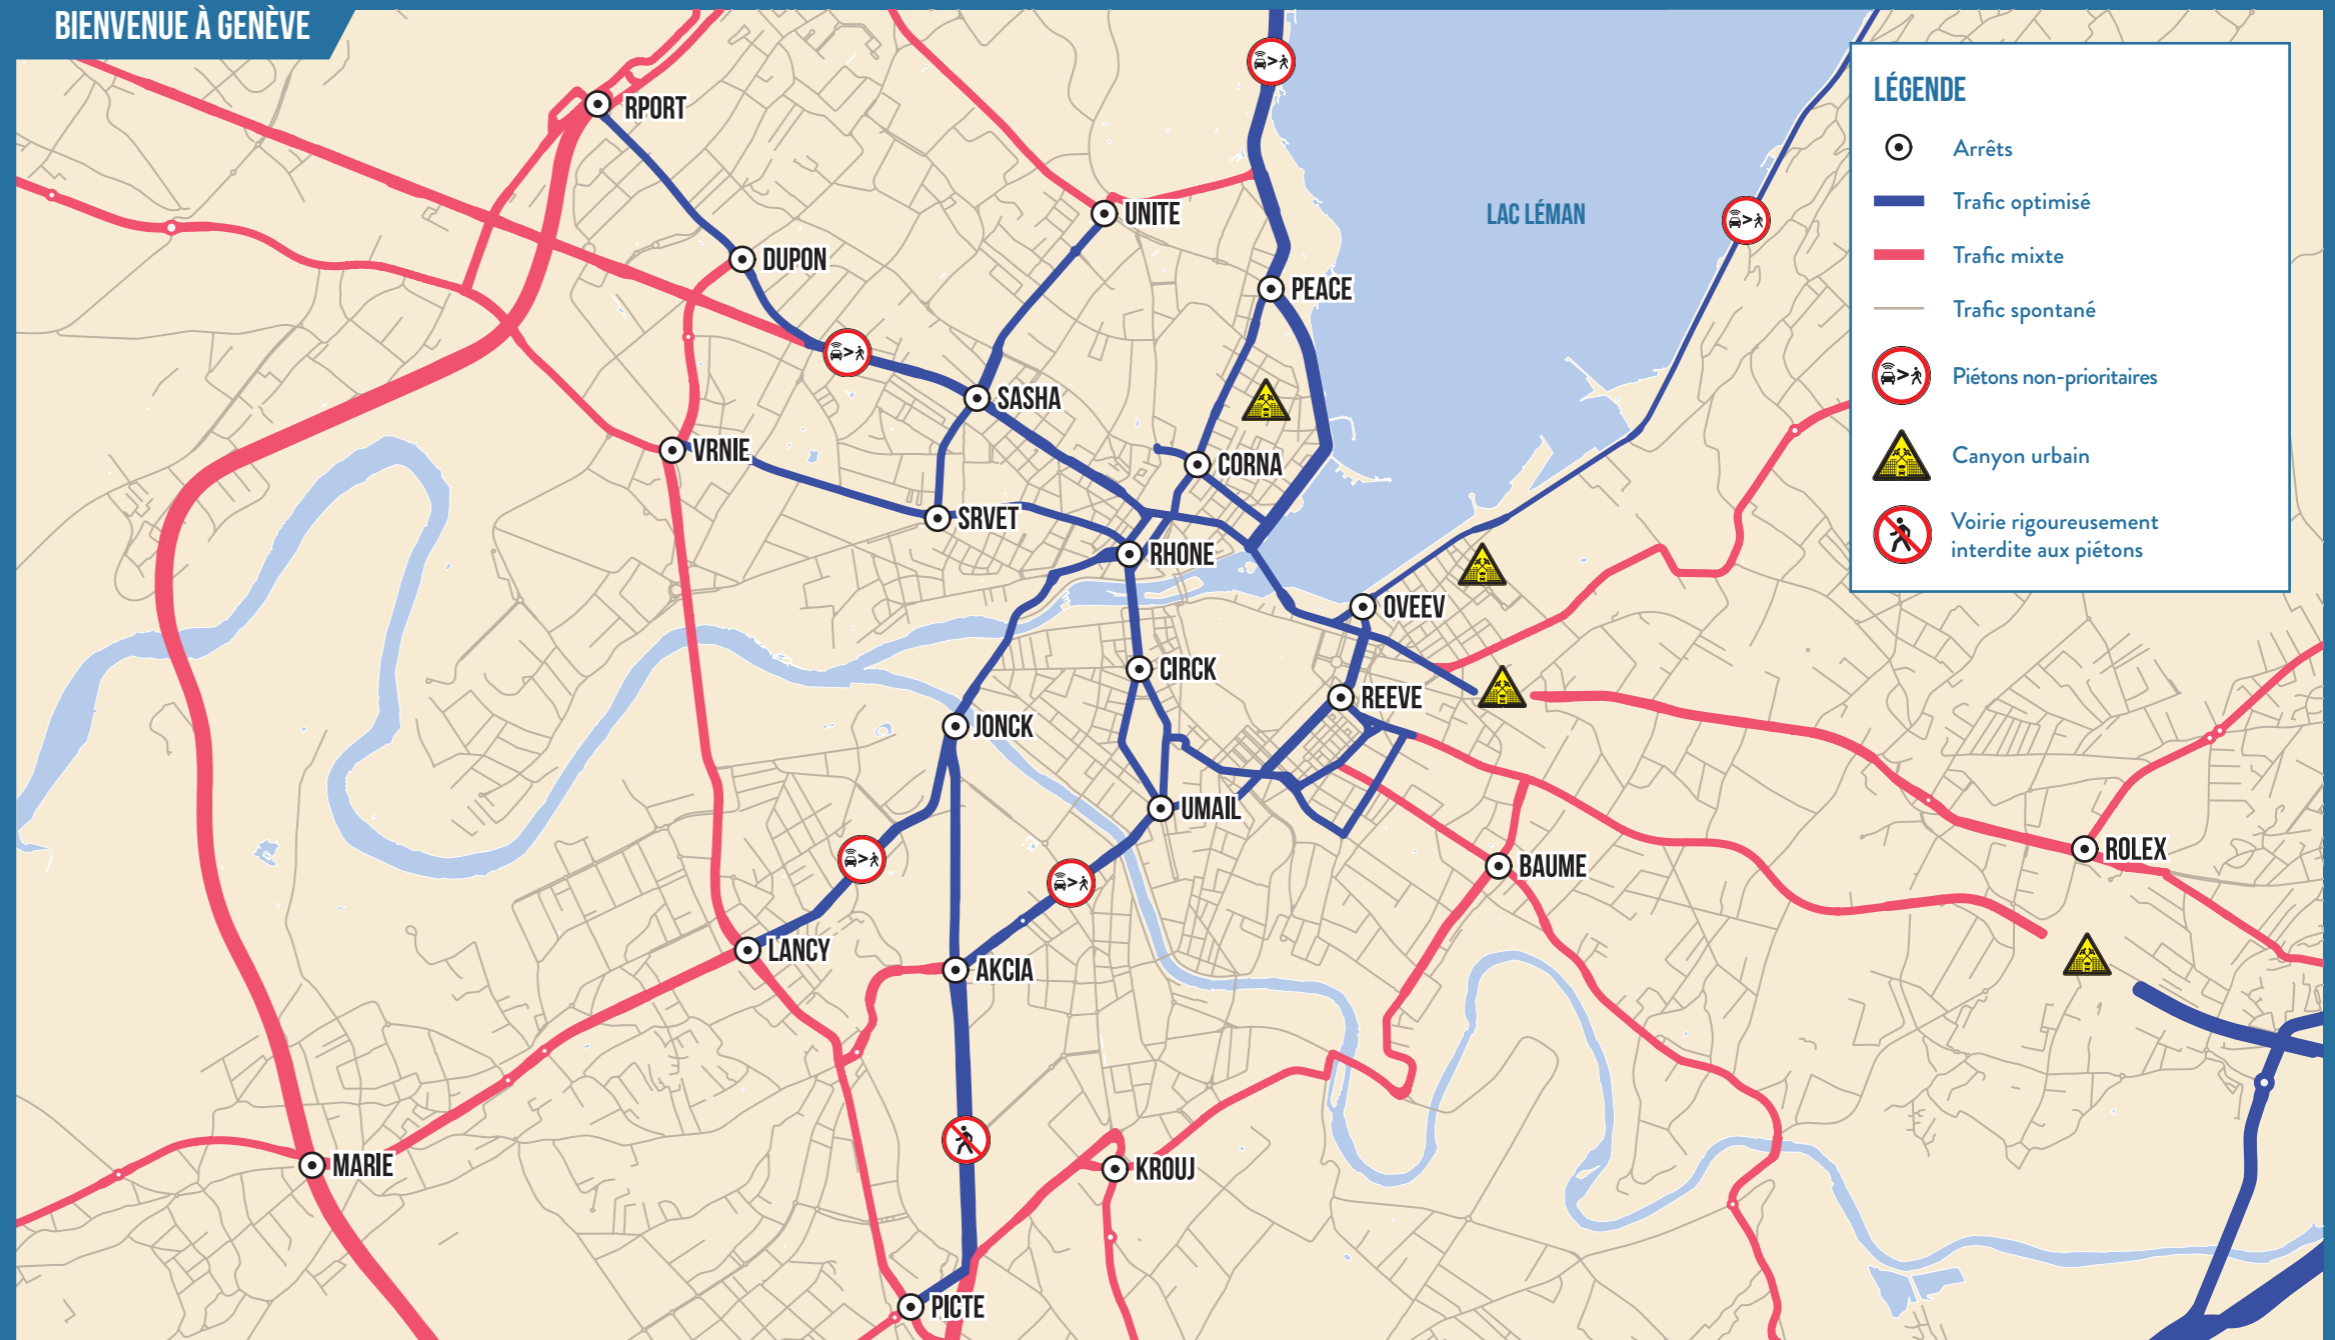 BIENVENUE À GENÈVE
RPORT
UNITE
DUPON
LAC LÉMAN
PEACE
SASHA
VRNIE
CORNA
SRVET
RHONE
OVEEV
CIRCK
REEVE
JONCK
UMAIL
ROLEX
BAUME
LANCY
AKCIA
MARIE
KROUJ
PICTE
LÉGENDE
Arrêts
Trafic optimisé
Trafic mixte
Trafic spontané
Piétons non-prioritaires
Canyon urbain
Voirie rigoureusement
interdite aux piétons